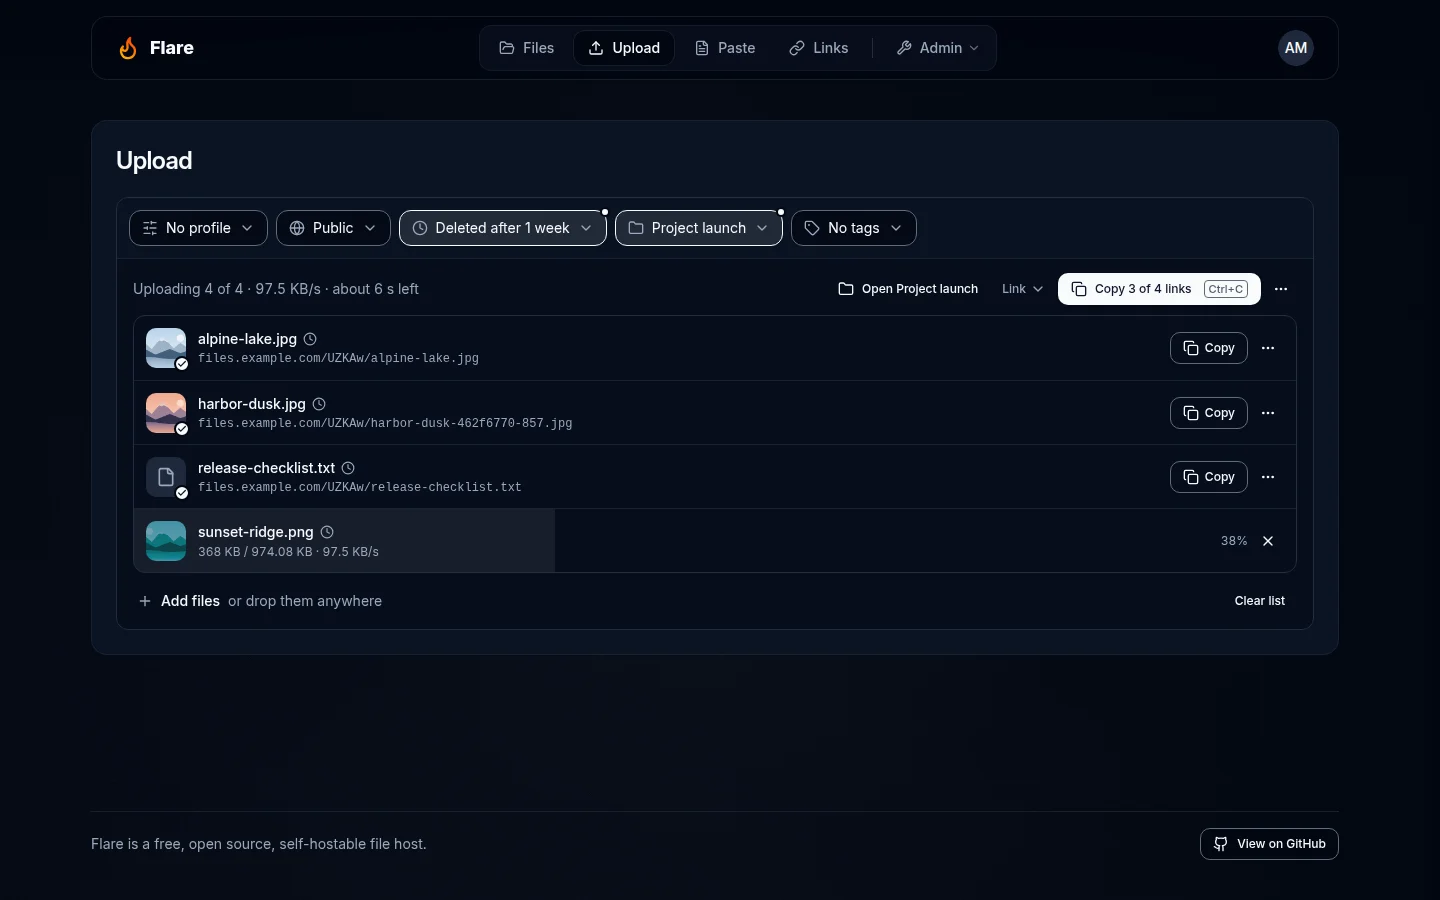 Flare
Files
Upload
Paste
Links
Admin
AM
Upload
No profile
Public
Deleted after 1 week
Project launch
No tags
Uploading 4 of 4 · 97.5 KB/s · about 6 s left
Open Project launch
Link
Copy 3 of 4 links
Ctrl+C
alpine-lake.jpg
files.example.com/UZKAw/alpine-lake.jpg
Copy
harbor-dusk.jpg
files.example.com/UZKAw/harbor-dusk-462f6770-857.jpg
Copy
release-checklist.txt
files.example.com/UZKAw/release-checklist.txt
Copy
sunset-ridge.png
368 KB / 974.08 KB · 97.5 KB/s
38%
Add files or drop them anywhere
Clear list
Flare is a free, open source, self-hostable file host.
View on GitHub